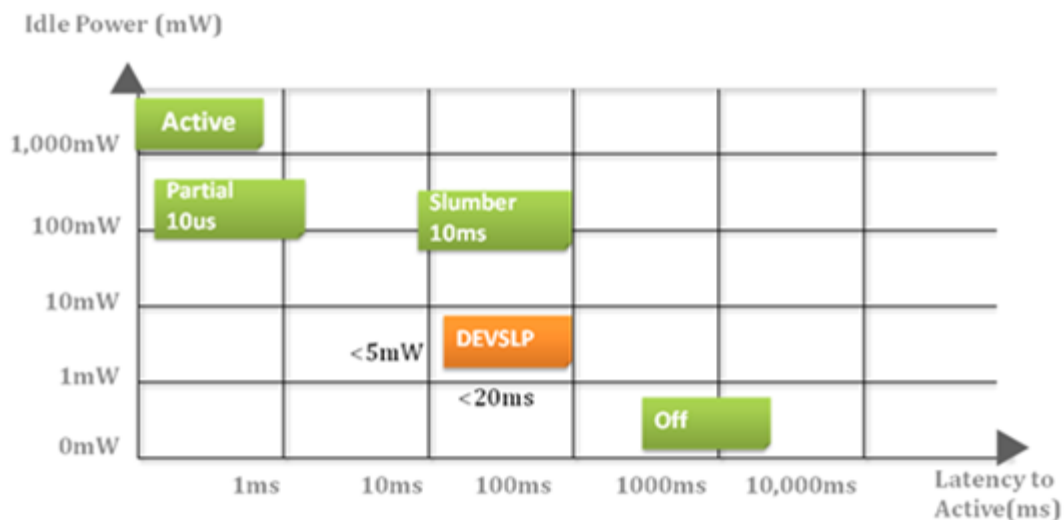 Idle Power (mW)
Active
1,000mW
Partial
10us
Slumber
10ms
100mW
10mW
DEVSLP
<5mW
1mW
<20ms
Off
0mW
1ms
10ms
100ms
1000ms
10,000ms
Latency to
Active(ms)